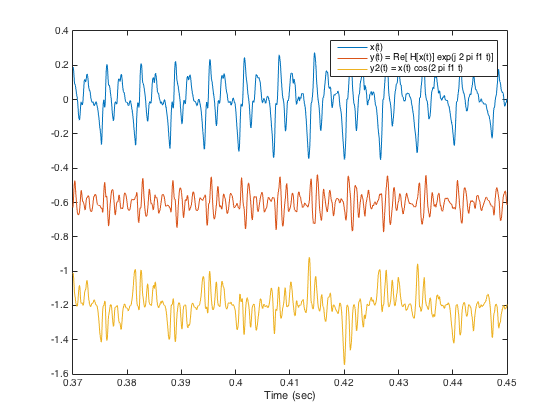 0.4
x(t)
y(t) = Re[ H[x(t)] exp(j 2 pi f1 t)]
y2(t) = x(t) cos(2 pi f1 t)
0.2
0
-0.2
-0.4
-0.6
-0.8
-1
-1.2
-1.4
-1.6
0.37 0.38 0.39 0.4 0.41 0.42 0.43 0.44 0.45
Time (sec)